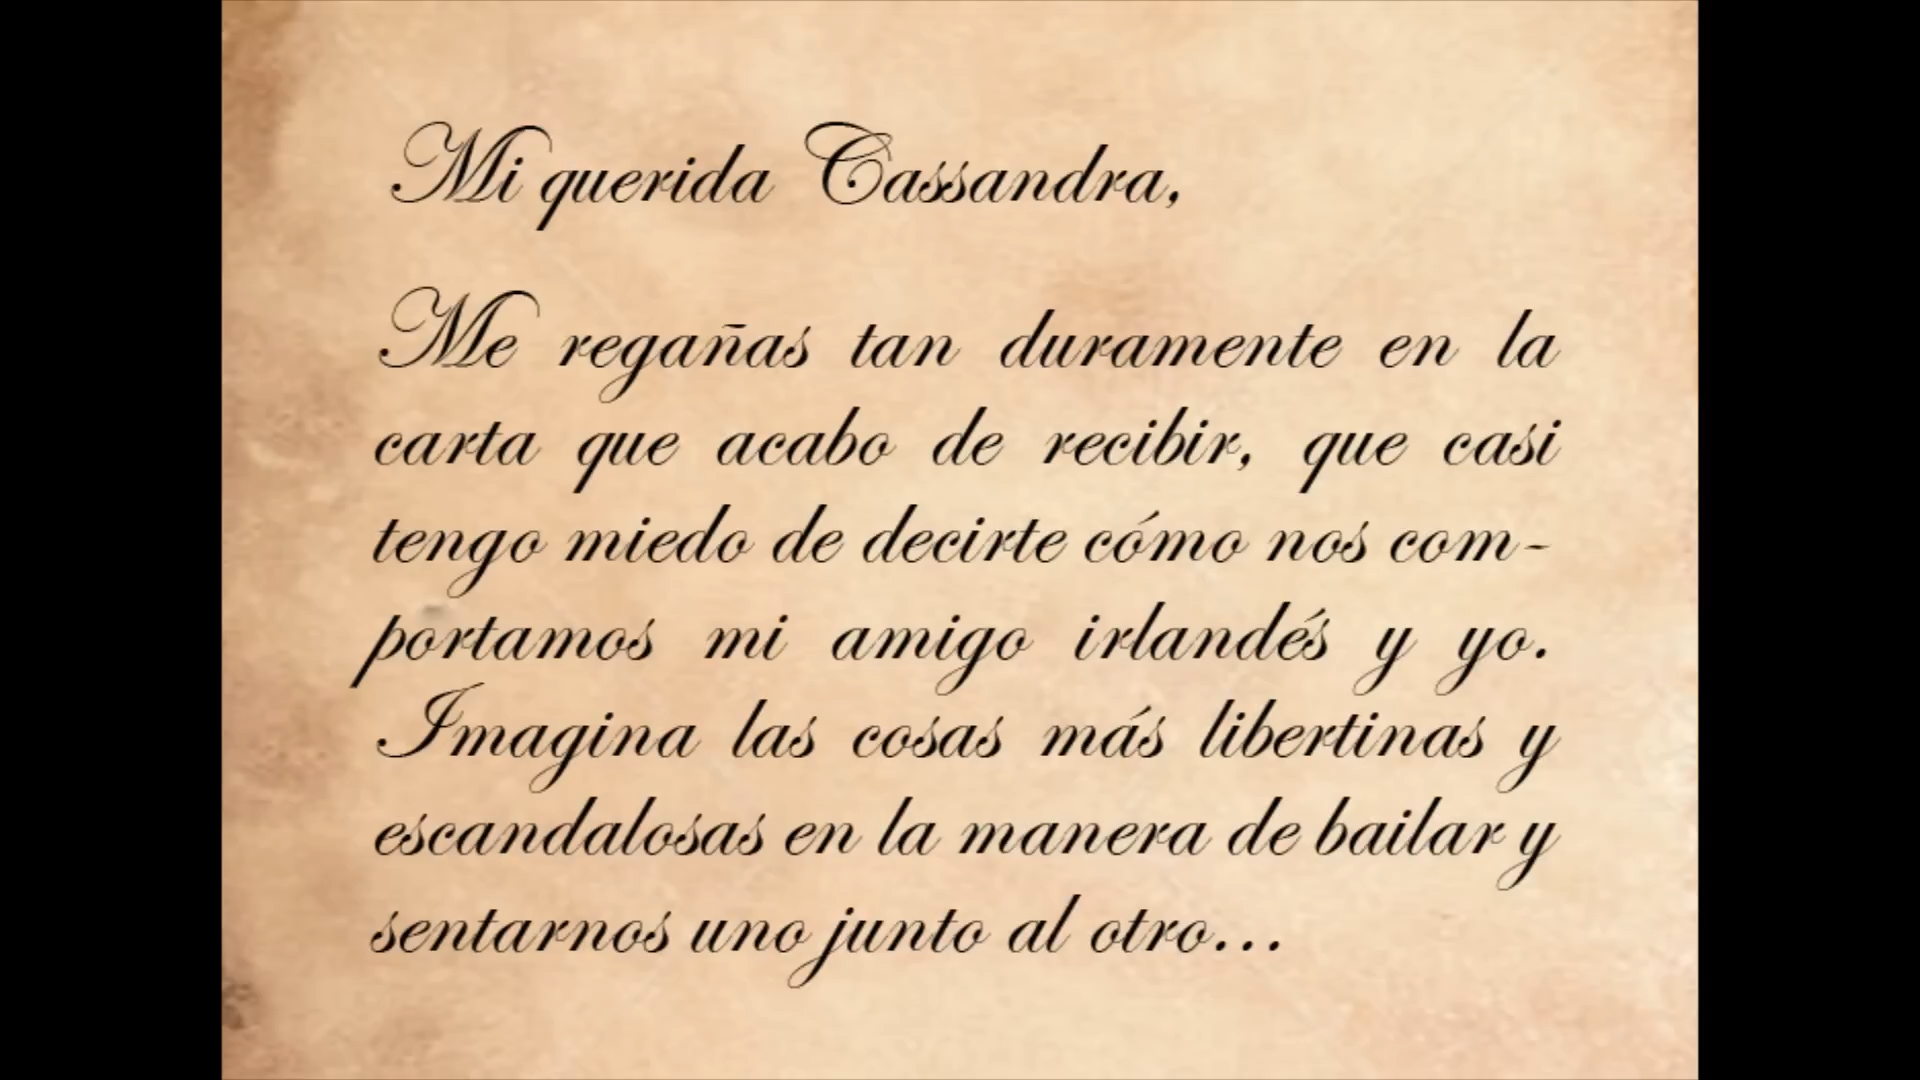 Mi querida Cassandra,
Me regañas tan duramente en la
carta que acabo de recibir, que casi
tengo miedo de decirte cómo nos com-
portamos mi amigo irlandés y yo.
Imagina las cosas más libertinas y
escandalosas en la manera de bailar y
sentarnos uno junto al otro...